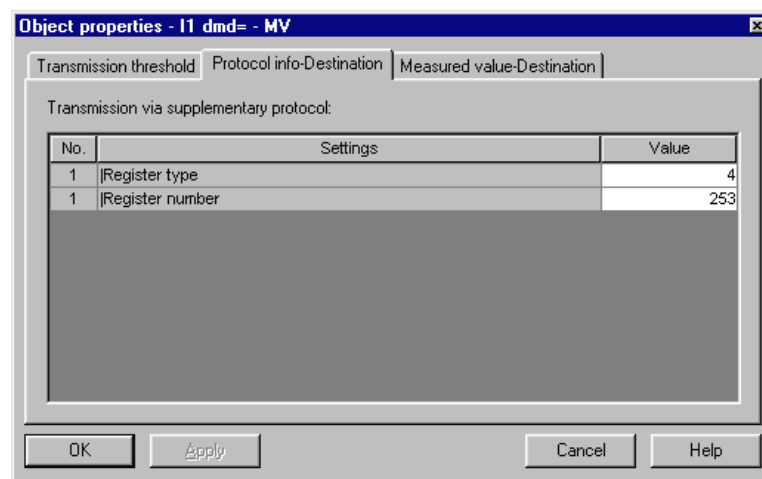 Object properties - I1 dmd= - MV
Transmission threshold Protocol info-Destination Measured value-Destination
Transmission via supplementary protocol:
No. Settings Value
1 |Register type 4
1 |Register number 253
OK Apply Cancel Help